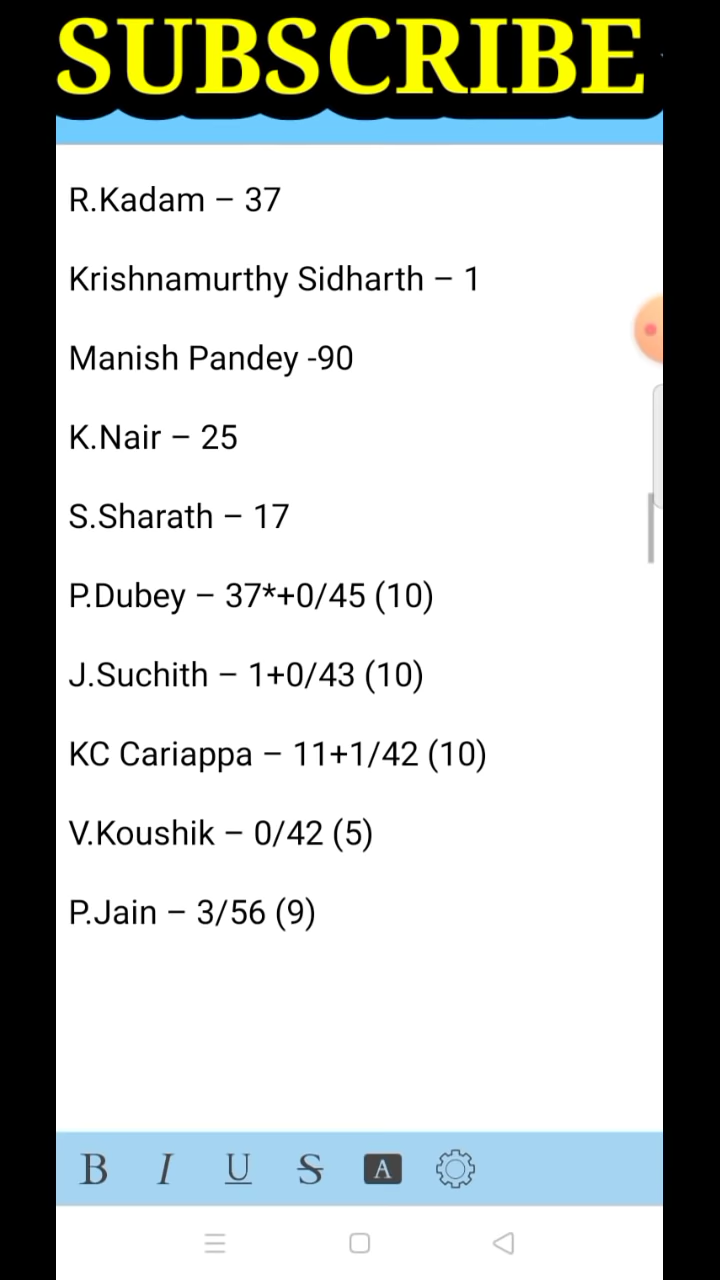 SUBSCRIBE
R.Kadam – 37
Krishnamurthy Sidharth – 1
Manish Pandey -90
K.Nair – 25
S.Sharath – 17
P.Dubey – 37*+0/45 (10)
J.Suchith – 1+0/43 (10)
KC Cariappa – 11+1/42 (10)
V.Koushik – 0/42 (5)
P.Jain – 3/56 (9)
B I U S A